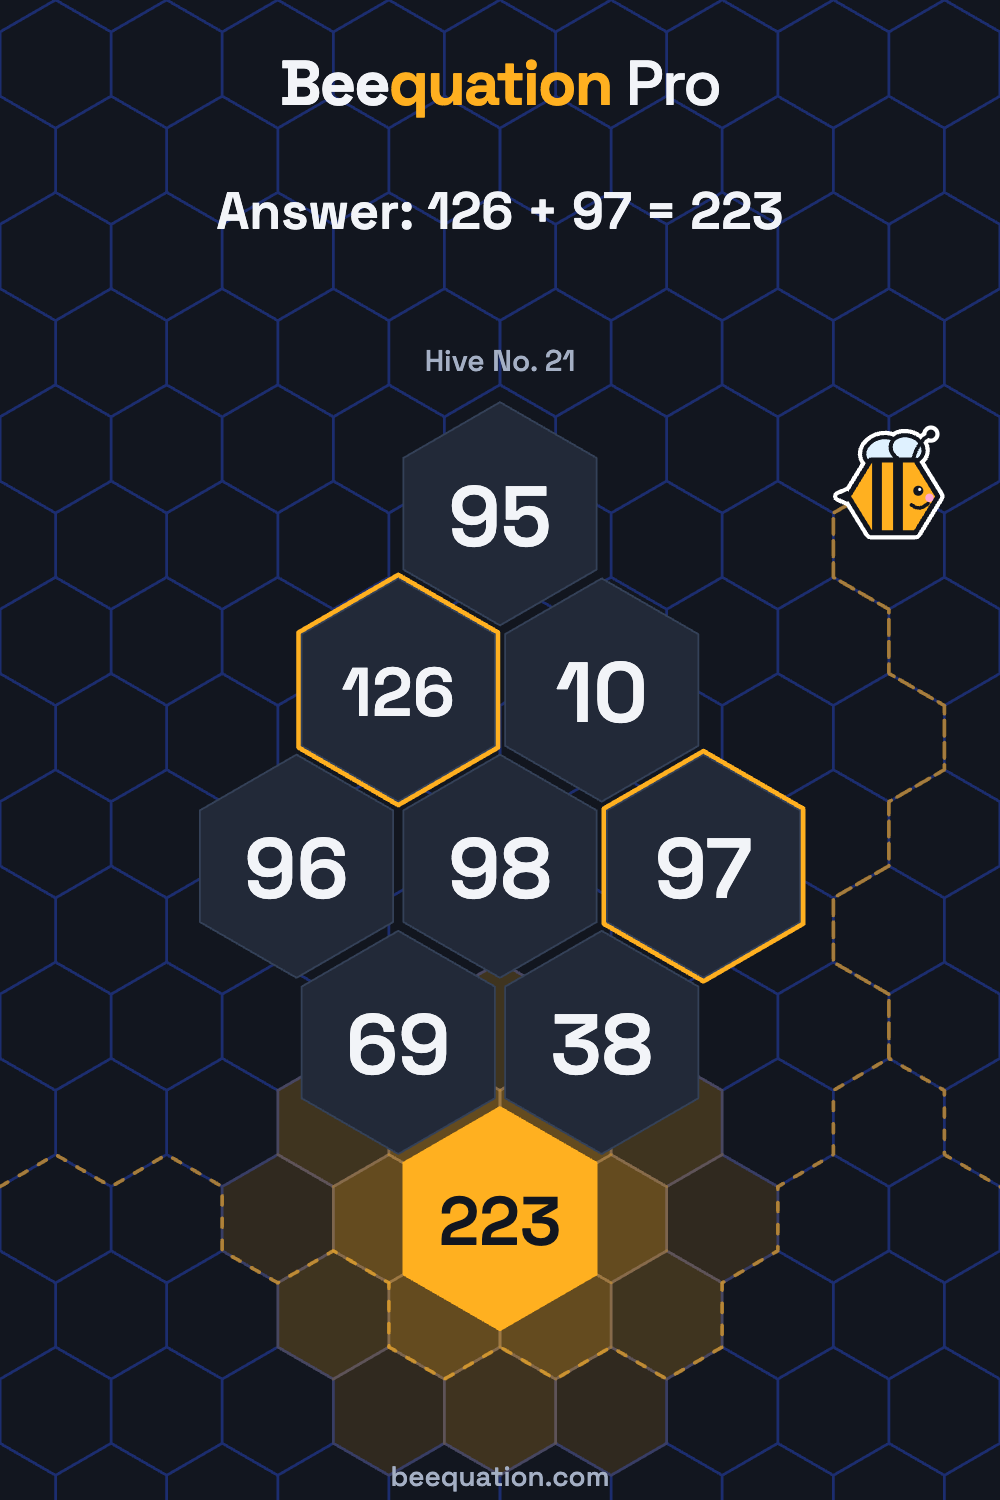 Beequation Pro
Answer: 126 + 97 = 223
Hive No. 21
95
126 10
96 98 97
69 38
223
beequation.com